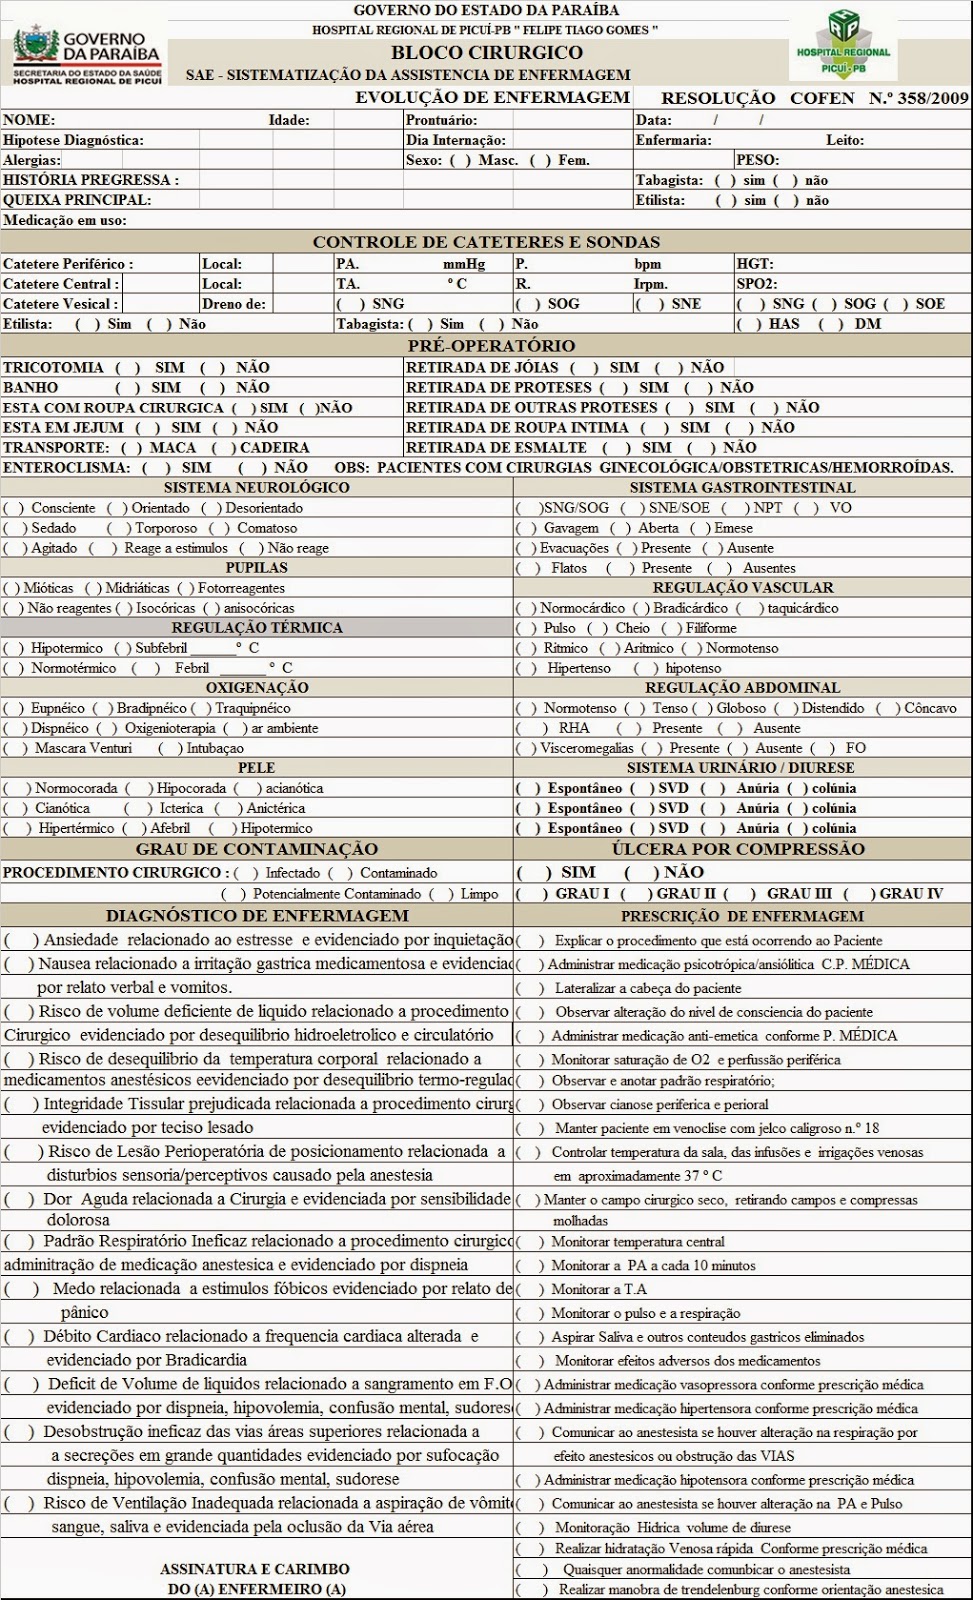 GOVERNO DO ESTADO DA PARAÍBA
HOSPITAL REGIONAL DE PICUÍ-PB " FELIPE TIAGO GOMES "
BLOCO CIRURGICO
SAE - SISTEMATIZAÇÃO DA ASSISTENCIA DE ENFERMAGEM
GOVERNO
DA PARAÍBA
SECRETARIA DO ESTADO DA SAÚDE
HOSPITAL REGIONAL DE PICUÍ
HRP
HOSPITAL REGIONAL
PICUÍ-PB
EVOLUÇÃO DE ENFERMAGEM RESOLUÇÃO COFEN N.º 358/2009
NOME: Idade: Prontuário: Data: / /
Hipotese Diagnóstica: Dia Internação: Enfermaria: Leito:
Alergias: Sexo: ( ) Masc. ( ) Fem. PESO:
HISTÓRIA PREGRESSA : Tabagista: ( ) sim ( ) não
QUEIXA PRINCIPAL: Etilista: ( ) sim ( ) não
Medicação em uso:
CONTROLE DE CATETERES E SONDAS
Catetere Periférico : Local: PA. mmHg P. bpm HGT:
Catetere Central : Local: TA. º C R. Irpm. SPO2:
Catetere Vesical : Dreno de: ( ) SNG ( ) SOG ( ) SNE ( ) SNG ( ) SOG ( ) SOE
Etilista: ( ) Sim ( ) Não Tabagista: ( ) Sim ( ) Não ( ) HAS ( ) DM
PRÉ-OPERATÓRIO
TRICOTOMIA ( ) SIM ( ) NÃO RETIRADA DE JÓIAS ( ) SIM ( ) NÃO
BANHO ( ) SIM ( ) NÃO RETIRADA DE PROTESES ( ) SIM ( ) NÃO
ESTA COM ROUPA CIRURGICA ( ) SIM ( )NÃO RETIRADA DE OUTRAS PROTESES ( ) SIM ( ) NÃO
ESTA EM JEJUM ( ) SIM ( ) NÃO RETIRADA DE ROUPA INTIMA ( ) SIM ( ) NÃO
TRANSPORTE: ( ) MACA ( ) CADEIRA RETIRADA DE ESMALTE ( ) SIM ( ) NÃO
ENTEROCLISMA: ( ) SIM ( ) NÃO OBS: PACIENTES COM CIRURGIAS GINECOLÓGICA/OBSTETRICAS/HEMORROÍDAS.
SISTEMA NEUROLÓGICO
( ) Consciente ( ) Orientado ( ) Desorientado
( ) Sedado ( ) Torporoso ( ) Comatoso
( ) Agitado ( ) Reage a estimulos ( ) Não reage
PUPILAS
( ) Mióticas ( ) Midriáticas ( ) Fotorreagentes
( ) Não reagentes ( ) Isocóricas ( ) anisocóricas
REGULAÇÃO TÉRMICA
( ) Hipotermico ( ) Subfebril ______º C
( ) Normotérmico ( ) Febril _______ º C
OXIGENAÇÃO
( ) Eupnéico ( ) Bradipnéico ( ) Traquipnéico
( ) Dispnéico ( ) Oxigenioterapia ( ) ar ambiente
( ) Mascara Venturi ( ) Intubaçao
PELE
( ) Normocorada ( ) Hipocorada ( ) acianótica
( ) Cianótica ( ) Icterica ( ) Anictérica
( ) Hipertérmico ( ) Afebril ( ) Hipotermico
SISTEMA GASTROINTESTINAL
( )SNG/SOG ( ) SNE/SOE ( ) NPT ( ) VO
( ) Gavagem ( ) Aberta ( ) Emese
( ) Evacuações ( ) Presente ( ) Ausente
( ) Flatos ( ) Presente ( ) Ausentes
REGULAÇÃO VASCULAR
( ) Normocárdico ( ) Bradicárdico ( ) taquicárdico
( ) Pulso ( ) Cheio ( ) Filiforme
( ) Ritmico ( ) Aritmico ( ) Normotenso
( ) Hipertenso ( ) hipotenso
REGULAÇÃO ABDOMINAL
( ) Normotenso ( ) Tenso ( ) Globoso ( ) Distendido ( ) Côncavo
( ) RHA ( ) Presente ( ) Ausente
( ) Visceromegalias ( ) Presente ( ) Ausente ( ) FO
SISTEMA URINÁRIO / DIURESE
( ) Espontâneo ( ) SVD ( ) Anúria ( ) colúnia
( ) Espontâneo ( ) SVD ( ) Anúria ( ) colúnia
( ) Espontâneo ( ) SVD ( ) Anúria ( ) colúnia
GRAU DE CONTAMINAÇÃO
PROCEDIMENTO CIRURGICO : ( ) Infectado ( ) Contaminado
( ) Potencialmente Contaminado ( ) Limpo
ÚLCERA POR COMPRESSÃO
( ) SIM ( ) NÃO
( ) GRAU I ( ) GRAU II ( ) GRAU III ( ) GRAU IV
DIAGNÓSTICO DE ENFERMAGEM
( ) Ansiedade relacionado ao estresse e evidenciado por inquietação
( ) Nausea relacionado a irritação gastrica medicamentosa e evidenciac
por relato verbal e vomitos.
( ) Risco de volume deficiente de liquido relacionado a procedimento
Cirurgico evidenciado por desequilibrio hidroeletrolico e circulatório
( ) Risco de desequilibrio da temperatura corporal relacionado a
medicamentos anestésicos eevidenciado por desequilibrio termo-regulac
( ) Integridade Tissular prejudicada relacionada a procedimento cirurg
evidenciado por teciso lesado
( ) Risco de Lesão Perioperatória de posicionamento relacionada a
disturbios sensoria/perceptivos causado pela anestesia
( ) Dor Aguda relacionada a Cirurgia e evidenciado por sensibilidade
dolorosa
( ) Padrão Respiratório Ineficaz relacionado a procedimento cirurgico
adminitração de medicação anestesica e evidenciado por dispneia
( ) Medo relacionada a estimulos fóbicos evidenciado por relato de
pânico
( ) Débito Cardiaco relacionado a frequencia cardiaca alterada e
evidenciado por Bradicardia
( ) Deficit de Volume de liquidos relacionado a sangramento em F.O
evidenciado por dispneia, hipovolemia, confusão mental, sudores
( ) Desobstrução ineficaz das vias áreas superiores relacionada a
a secreções em grande quantidades evidenciado por sufocação
dispneia, hipovolemia, confusão mental, sudorese
( ) Risco de Ventilação Inadequada relacionada a aspiração de vômit
sangue, saliva e evidenciada pela oclusão da Via aérea
ASSINATURA E CARIMBO
DO (A) ENFERMEIRO (A)
PRESCRIÇÃO DE ENFERMAGEM
( ) Explicar o procedimento que está ocorrendo ao Paciente
( ) Administrar medicação psicotrópica/ansiólitica C.P. MÉDICA
( ) Lateralizar a cabeça do paciente
( ) Observar alteração do nivel de consciencia do paciente
( ) Administrar medicação anti-emetica conforme P. MÉDICA
( ) Monitorar saturação de O2 e perfussão periférica
( ) Observar e anotar padrão respiratório;
( ) Observar cianose periferica e perioral
( ) Manter paciente em venoclise com jelco caligroso n.º 18
( ) Controlar temperatura da sala, das infusões e irrigações venosas
em aproximadamente 37 º C
( ) Manter o campo cirurgico seco, retirando campos e compressas
molhadas
( ) Monitorar temperatura central
( ) Monitorar a PA a cada 10 minutos
( ) Monitorar a T.A
( ) Monitorar o pulso e a respiração
( ) Aspirar Saliva e outros conteudos gastricos eliminados
( ) Monitorar efeitos adversos dos medicamentos
( ) Administrar medicação vasopressora conforme prescrição médica
( ) Administrar medicação hipertensora conforme prescrição médica
( ) Comunicar ao anestesista se houver alteração na respiração por
efeito anestesicos ou obstrução das VIAS
( ) Administrar medicação hipotensora conforme prescrição médica
( ) Comunicar ao anestesista se houver alteração na PA e Pulso
( ) Monitoração Hidrica volume de diurese
( ) Realizar hidratação Venosa rápida Conforme prescrição médica
( ) Quaisquer anormalidade comunbicar o anestesista
( ) Realizar manobra de trendelenburg conforme orientação anestesica